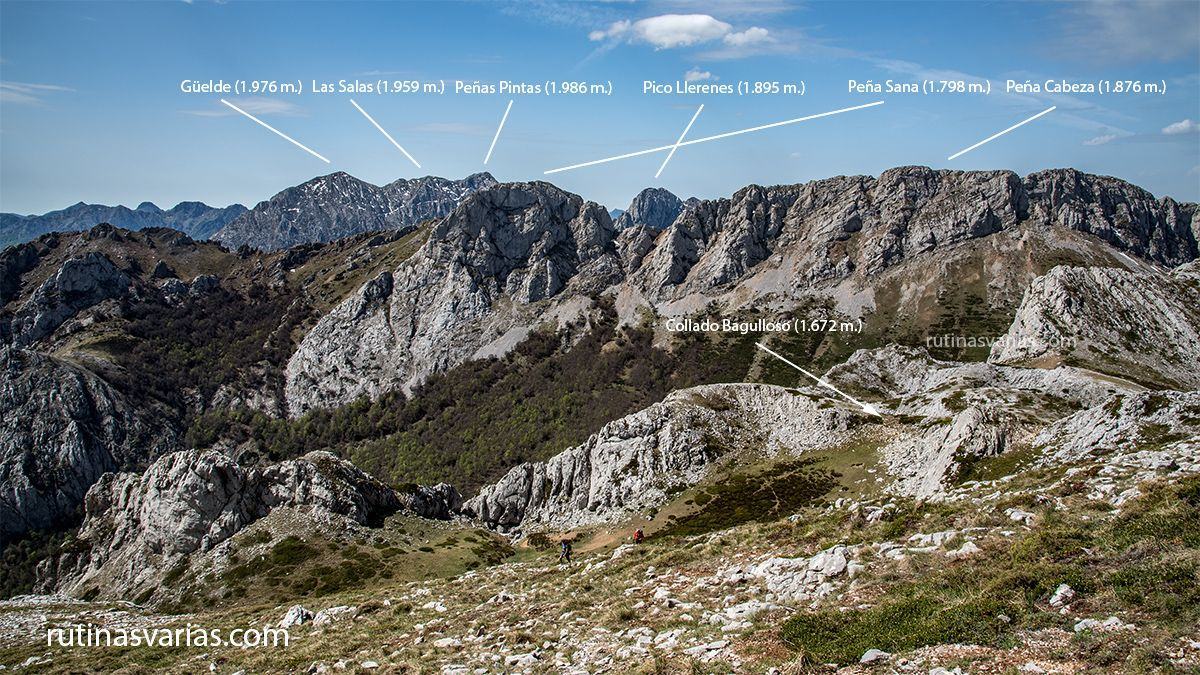 Güelde (1.976 m.)
Las Salas (1.959 m.)
Peñas Pintas (1.986 m.)
Pico Llerenes (1.895 m.)
Peña Sana (1.798 m.)
Peña Cabeza (1.876 m.)
Collado Bagulloso (1.672 m.)
rutinasvarias.com
rutinasvarias.com